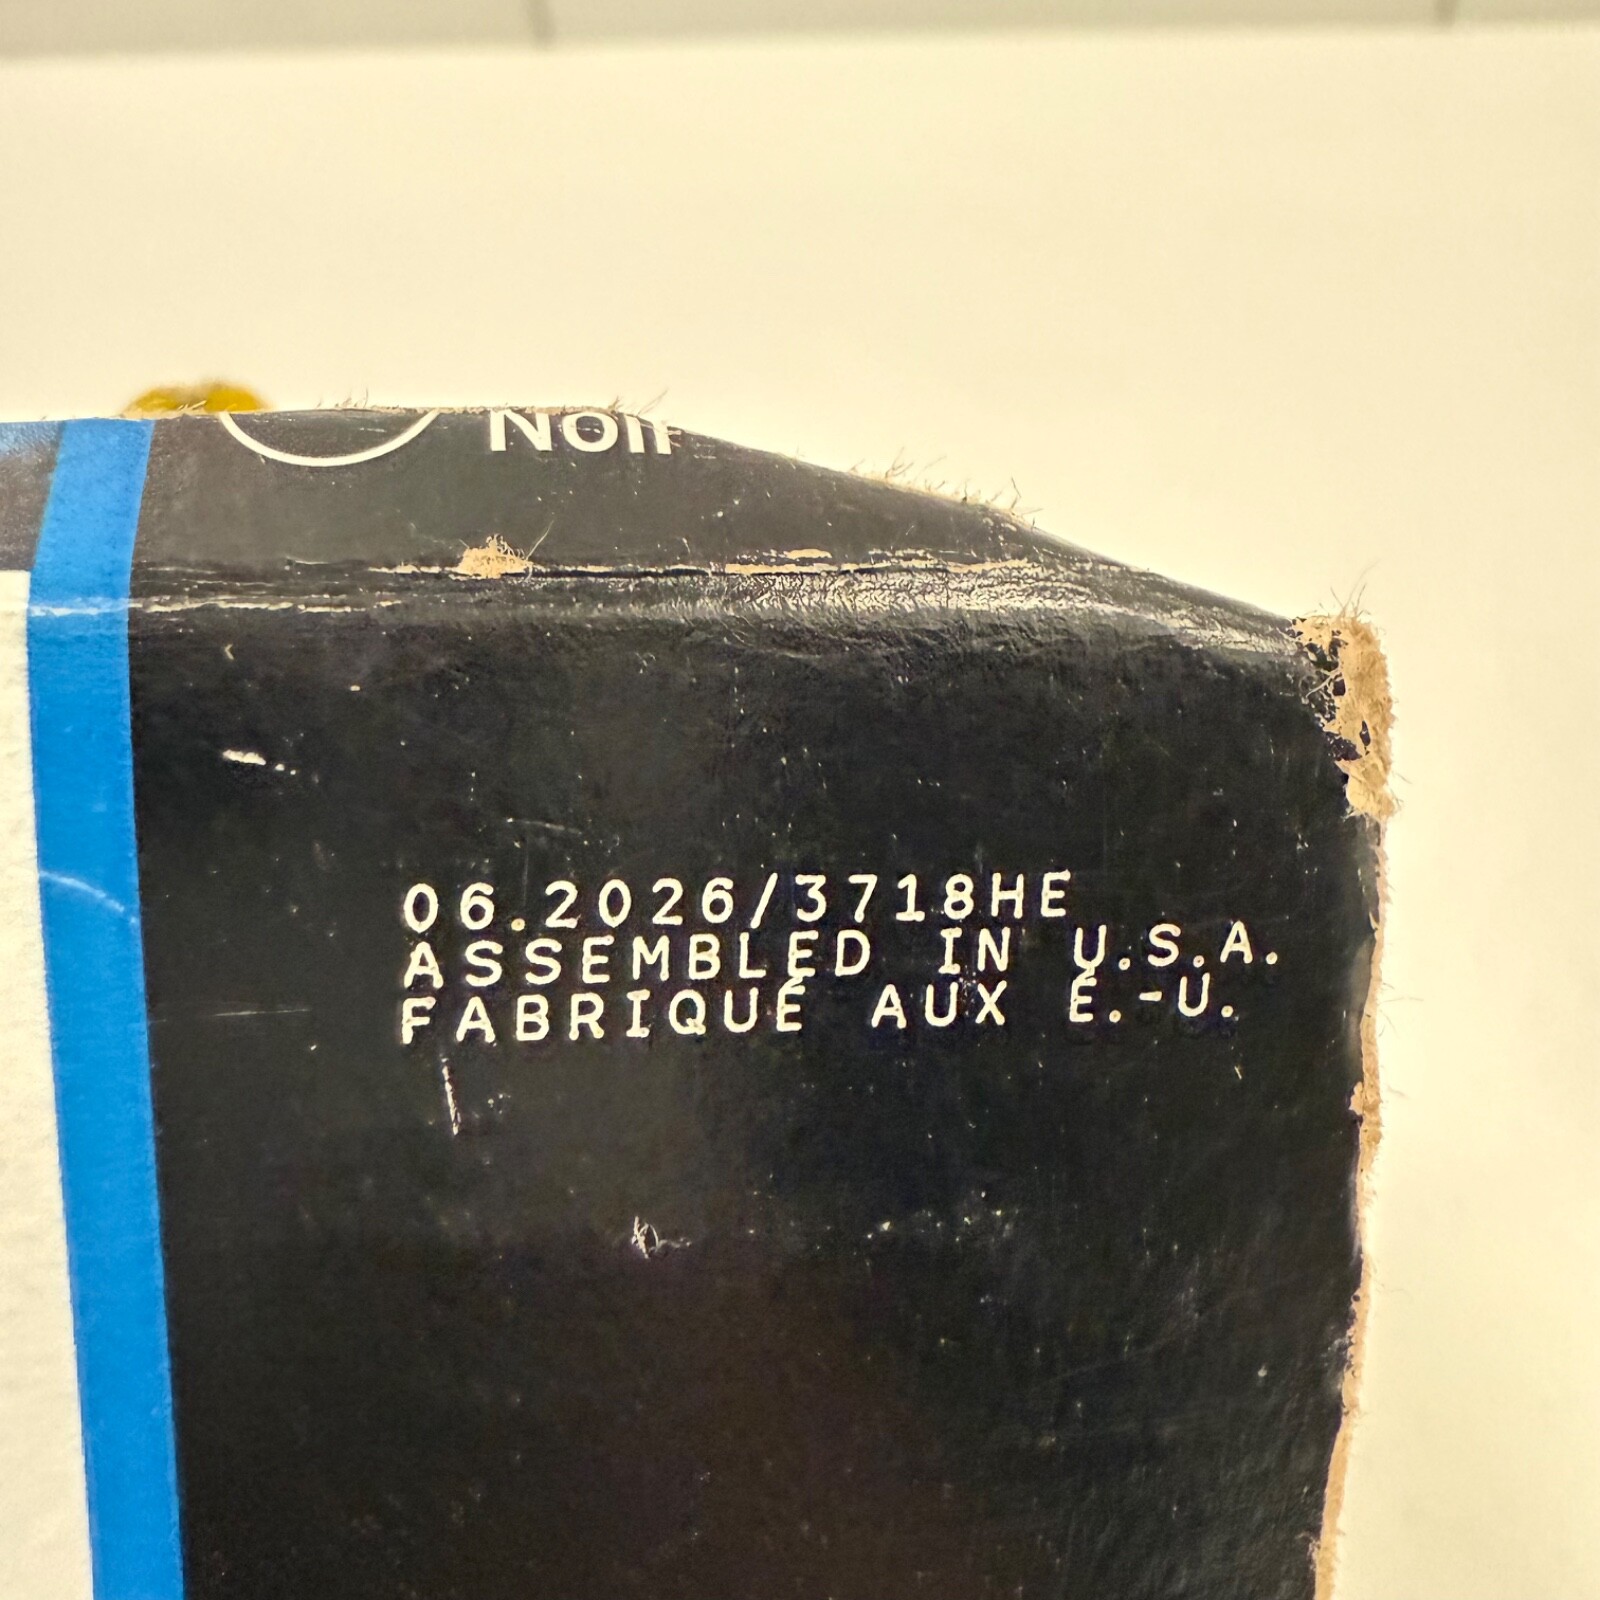 Noir
06.2026/3718HE
ASSEMBLED IN U.S.A.
FABRIQUÉ AUX É.-U.